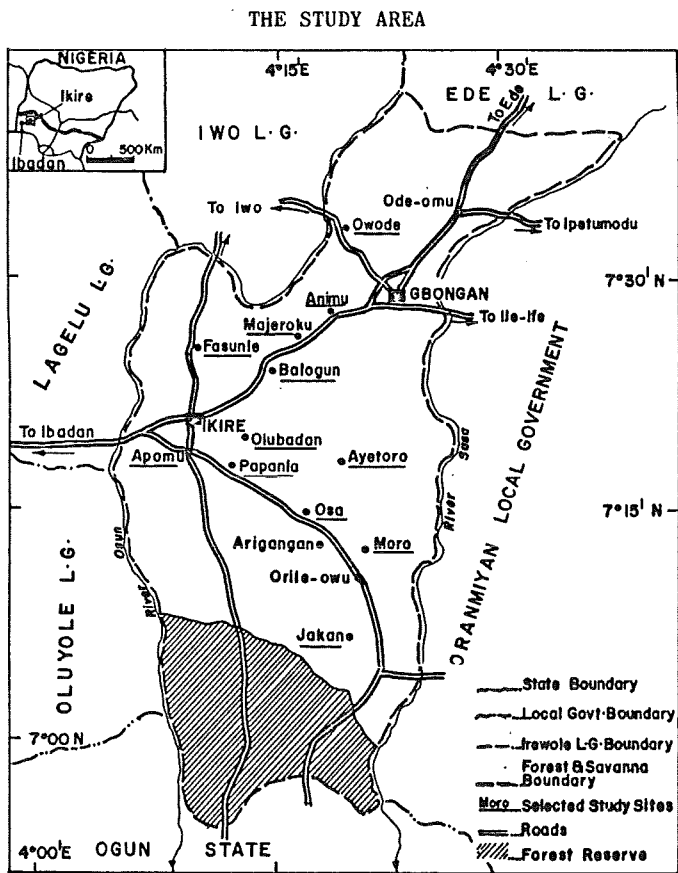 THE STUDY AREA
NIGERIA
Ikire
Ibadan
0 500 Km
4°15'
4°30'
EDE L.G.
To Ede
IWO L.G.
To Iwo
Ode-omu
Owode
To Ipetumodu
7°30' N
GBONGAN
Animu
To Ile-Ife
LAGELU L.G.
Majeroku
Fasunle
Balogun
IKIRE
To Ibadan
Olubadan
Apomu
Papanla
Ayetoro
River Sasa
Osa
7°15' N
ORANMIYAN LOCAL GOVERNMENT
Arigangan
Moro
River Ogun
Orile-owu
OLUYOLE L.G.
Jakan
7°00 N
State Boundary
Local Govt. Boundary
Irewole L.G. Boundary
Forest & Savanna
Boundary
Moro Selected Study Sites
Roads
Forest Reserve
4°00'E
OGUN STATE